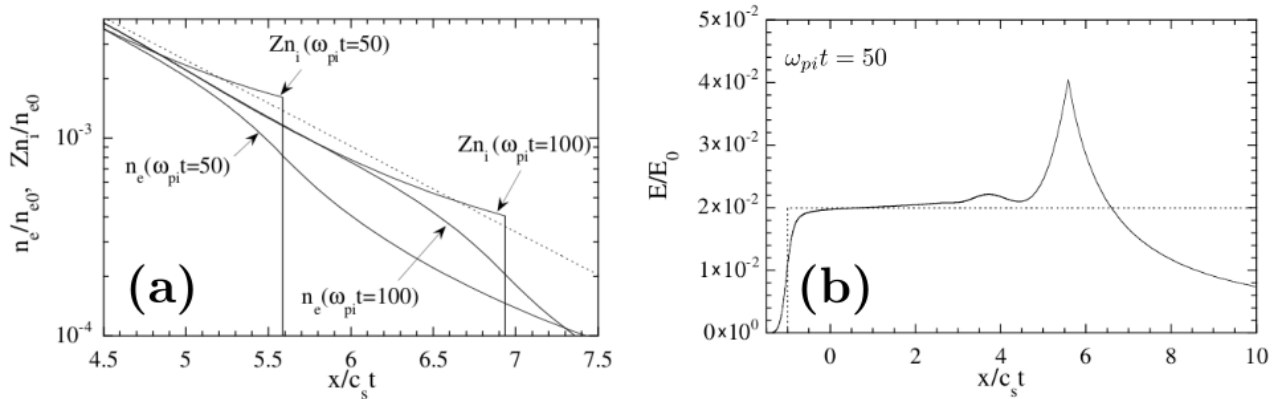 Zn_i(ω_pi t=50)
Zn_i(ω_pi t=100)
n_e(ω_pi t=50)
n_e(ω_pi t=100)
n_e/n_e0, Zn_i/n_e0
10^-3
10^-4
(a)
4.5 5 5.5 6 6.5 7 7.5
x/c_s t
(b)
ω_pi t = 50
E/E_0
5×10^-2
4×10^-2
3×10^-2
2×10^-2
1×10^-2
0×10^0
0 2 4 6 8 10
x/c_s t